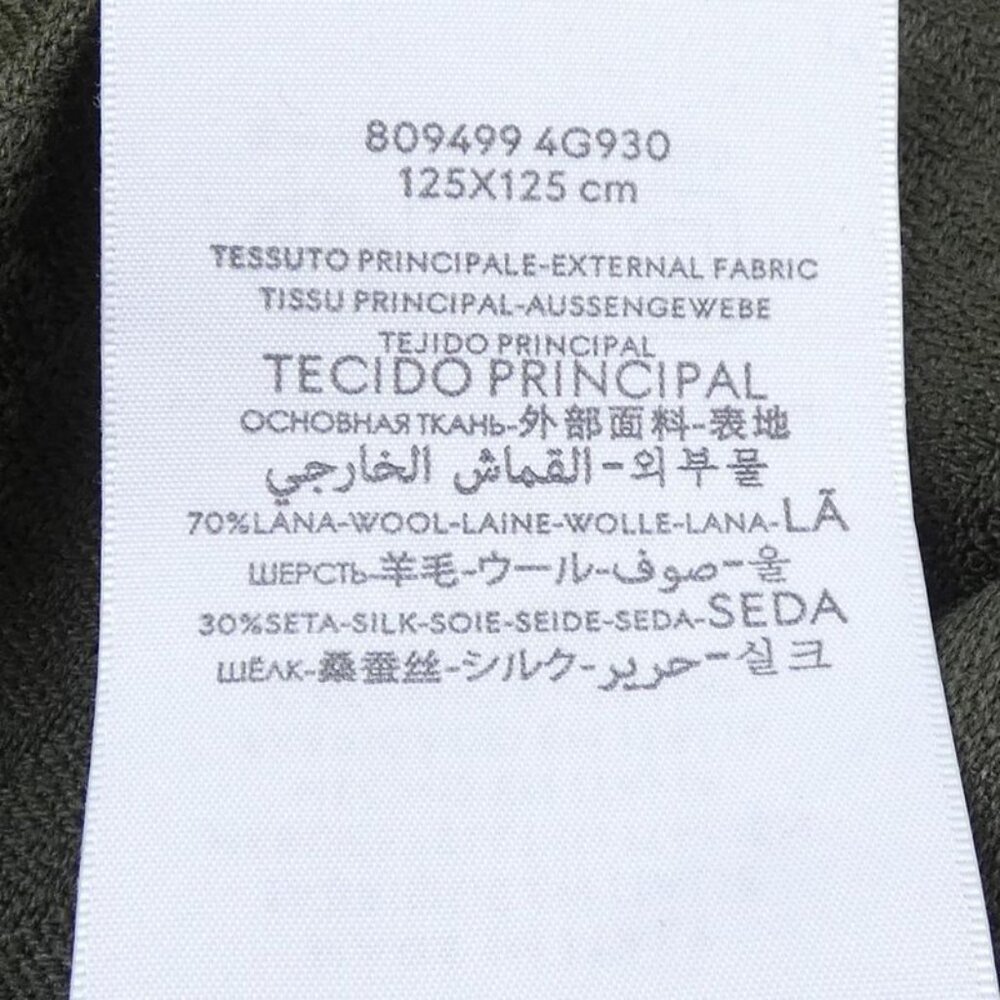 809499 4G930
125X125 cm
TESSUTO PRINCIPALE-EXTERNAL FABRIC
TISSU PRINCIPAL-AUSSENGEWEBE
TEJIDO PRINCIPAL
TECIDO PRINCIPAL
ОСНОВНАЯ ТКАНЬ-外部面料-表地
القماش الخارجي-외부물
70%LANA-WOOL-LAINE-WOLLE-LANA-LÃ
ШЕРСТЬ-羊毛-ウール-صوف-울
30%SETA-SILK-SOIE-SEIDE-SEDA-SEDA
ШЁЛК-桑蚕丝-シルク-حرير-실크